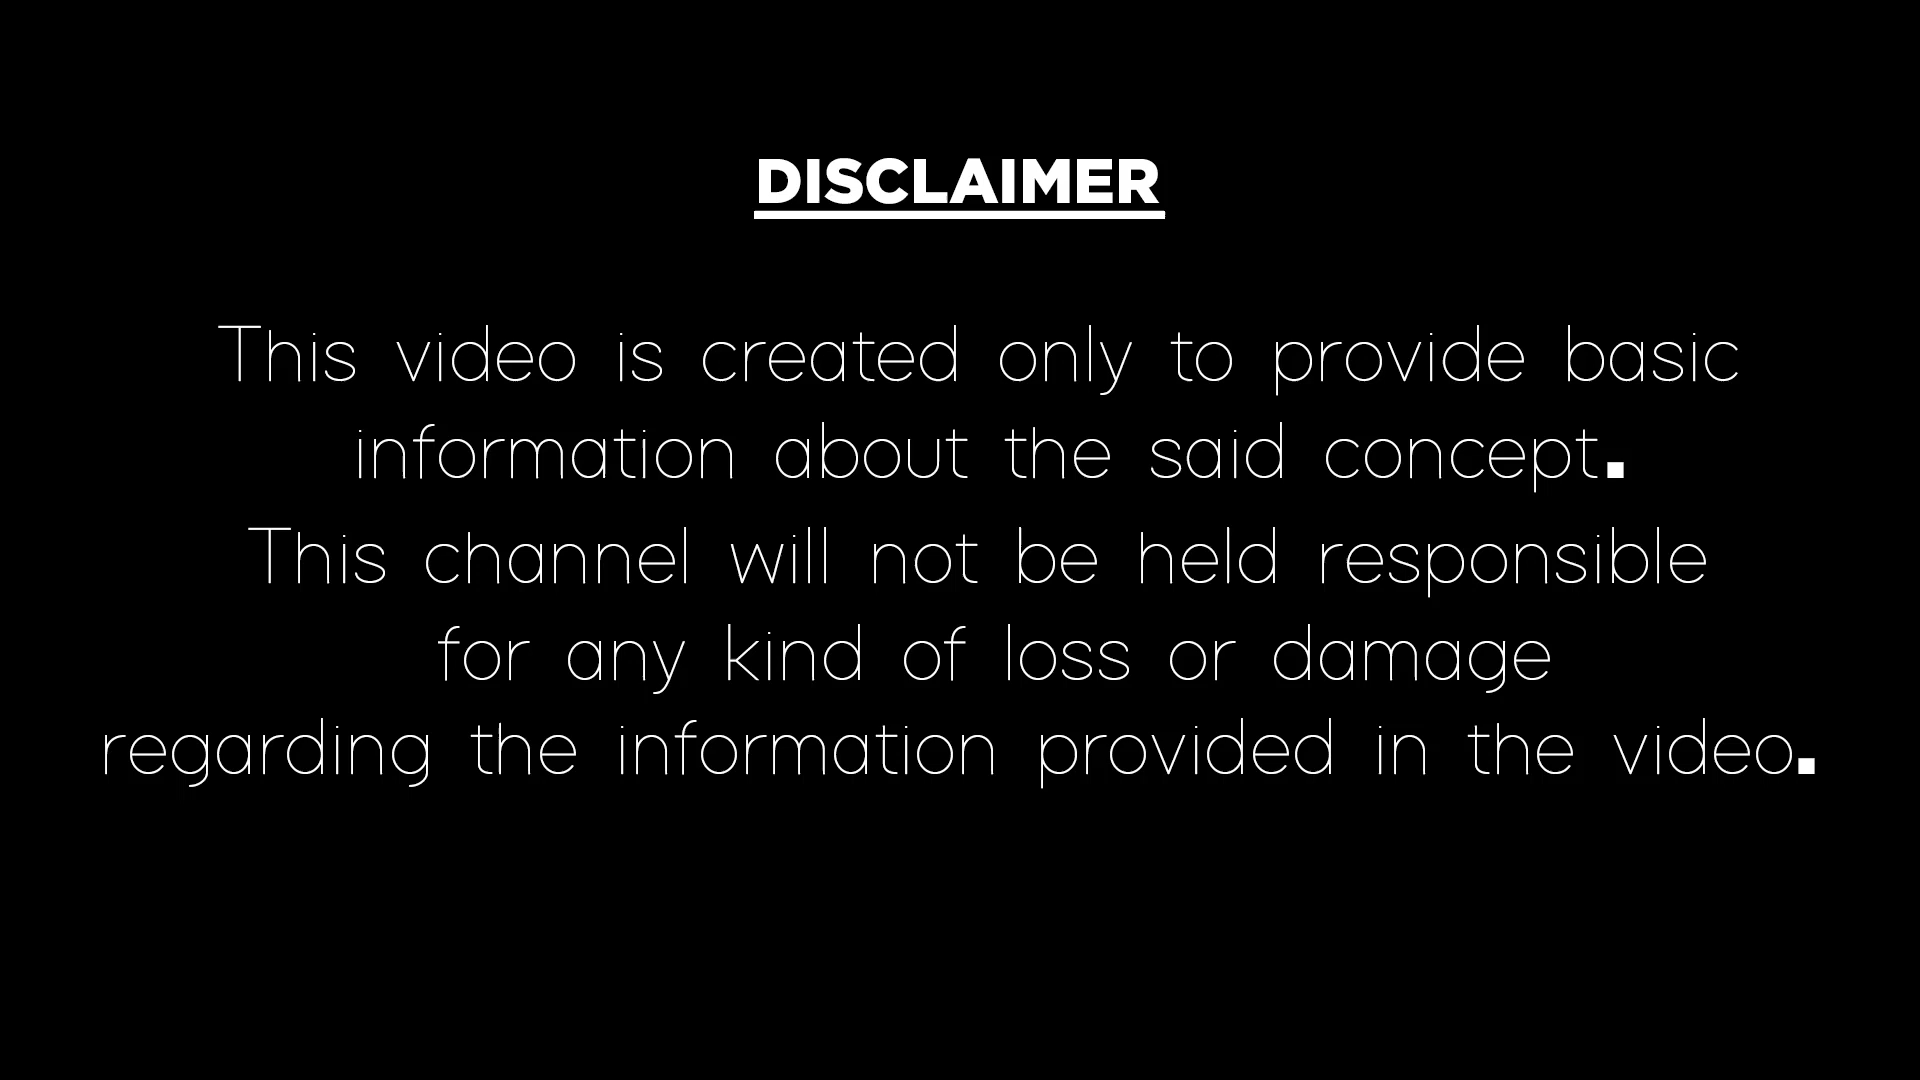 DISCLAIMER
This video is created only to provide basic
information about the said concept.
This channel will not be held responsible
for any kind of loss or damage
regarding the information provided in the video.